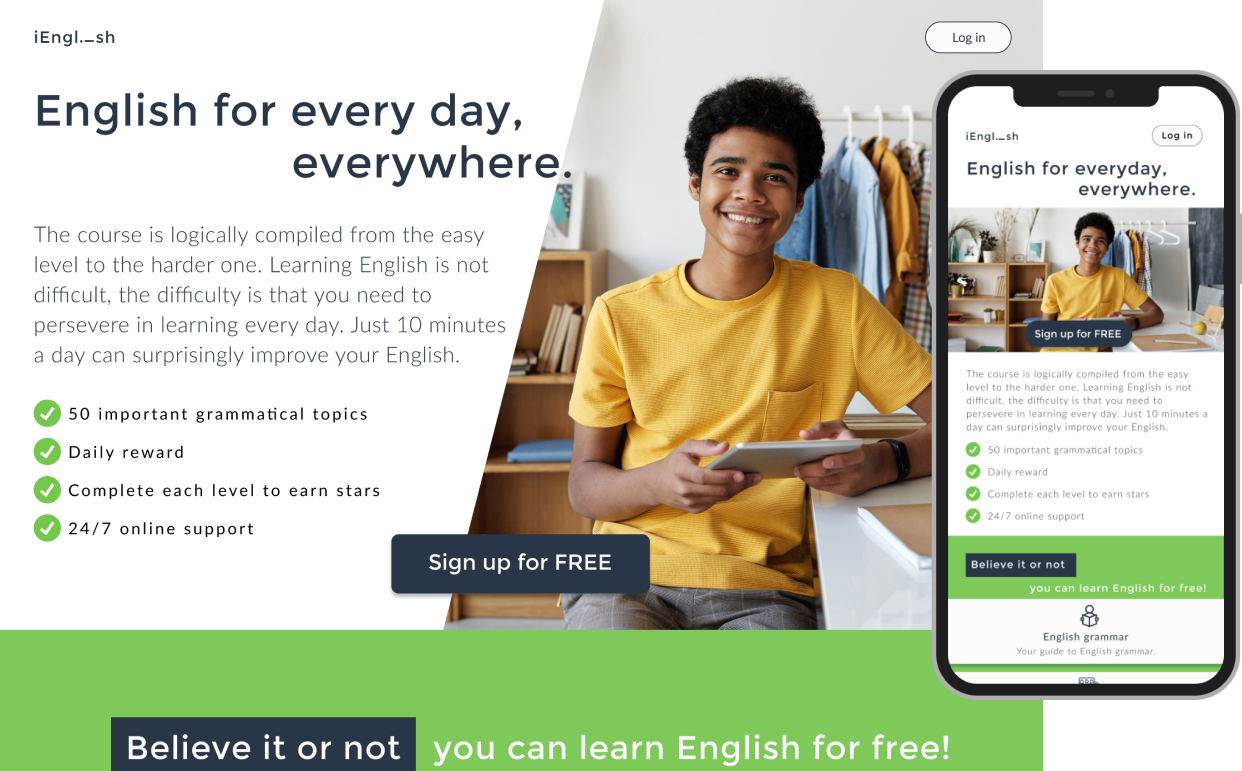 iEngl._sh
Log in
English for every day,
everywhere.
The course is logically compiled from the easy
level to the harder one. Learning English is not
difficult, the difficulty is that you need to
persevere in learning every day. Just 10 minutes
a day can surprisingly improve your English.
50 important grammatical topics
Daily reward
Complete each level to earn stars
24/7 online support
Sign up for FREE
Believe it or not you can learn English for free!
iEngl._sh
Log in
English for everyday,
everywhere.
Sign up for FREE
The course is logically compiled from the easy
level to the harder one. Learning English is not
difficult, the difficulty is that you need to
persevere in learning every day. Just 10 minutes a
day can surprisingly improve your English.
50 important grammatical topics
Daily reward
Complete each level to earn stars
24/7 online support
Believe it or not
you can learn English for free!
English grammar
Your guide to English grammar.